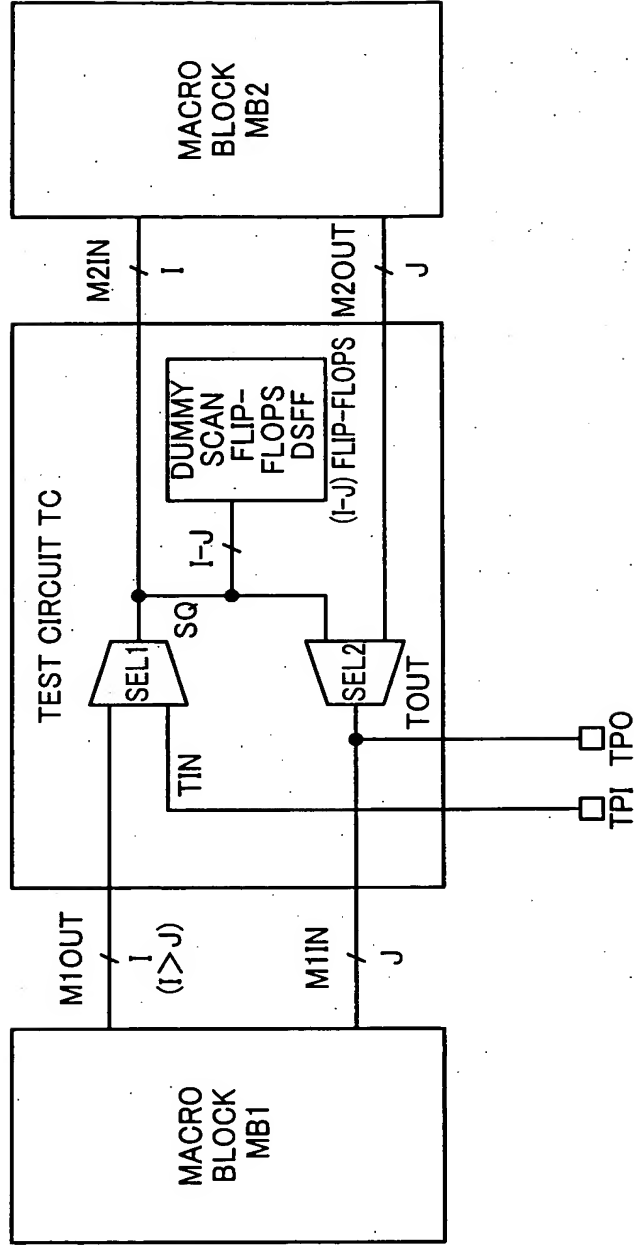 MACRO
BLOCK
MB1
M1OUT
I
(I>J)
M1IN
J
TEST CIRCUIT TC
SEL1
TIN
SQ
I-J
DUMMY
SCAN
FLIP-
FLOPS
DSFF
(I-J) FLIP-FLOPS
SEL2
TOUT
TPI
TPO
M2IN
I
M2OUT
J
MACRO
BLOCK
MB2